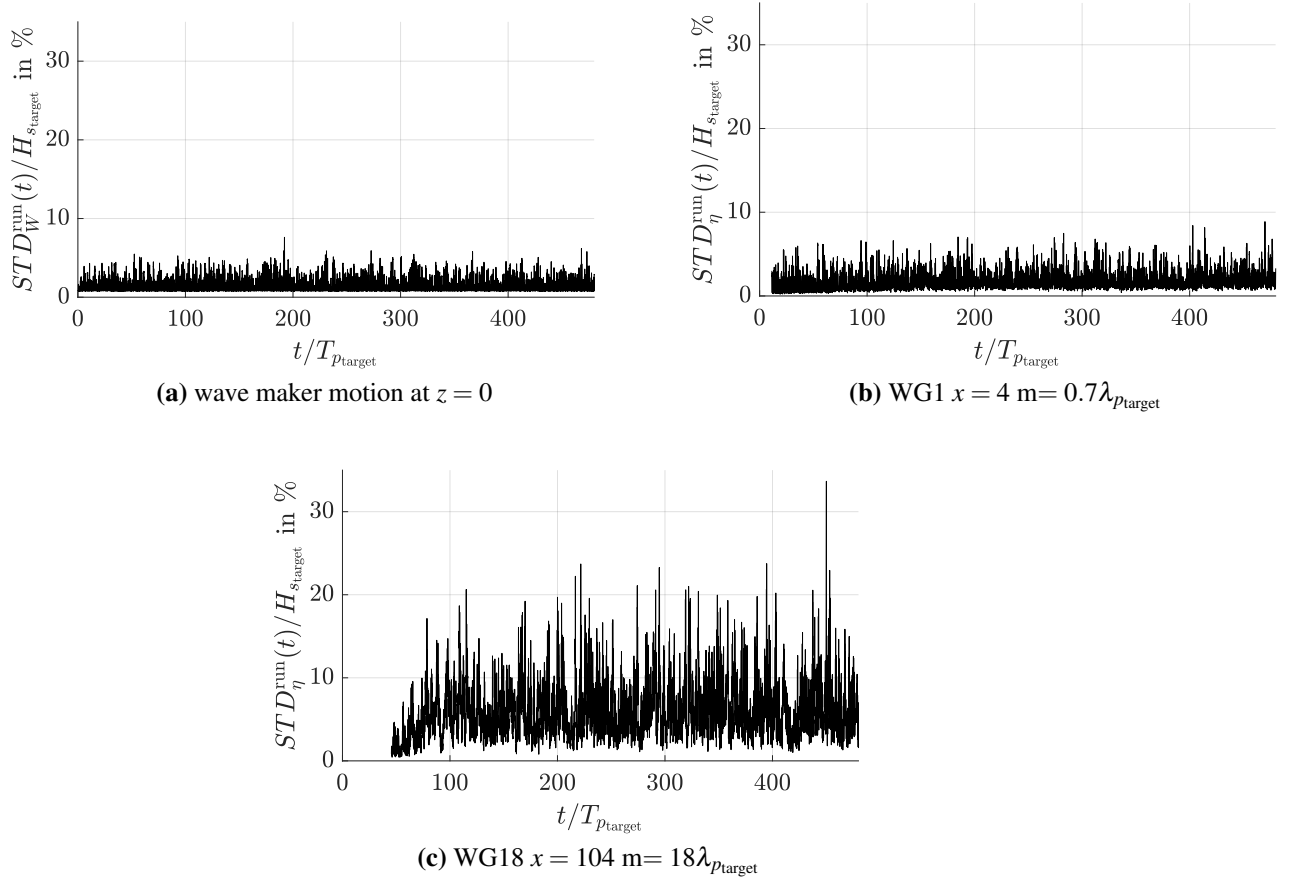 STD_W^run(t)/H_s_target in %
30
20
10
0
0 100 200 300 400
t/T_p_target
(a) wave maker motion at z = 0
STD_η^run(t)/H_s_target in %
30
20
10
0
0 100 200 300 400
t/T_p_target
(b) WG1 x = 4 m= 0.7λ_p_target
STD_η^run(t)/H_s_target in %
30
20
10
0
0 100 200 300 400
t/T_p_target
(c) WG18 x = 104 m= 18λ_p_target